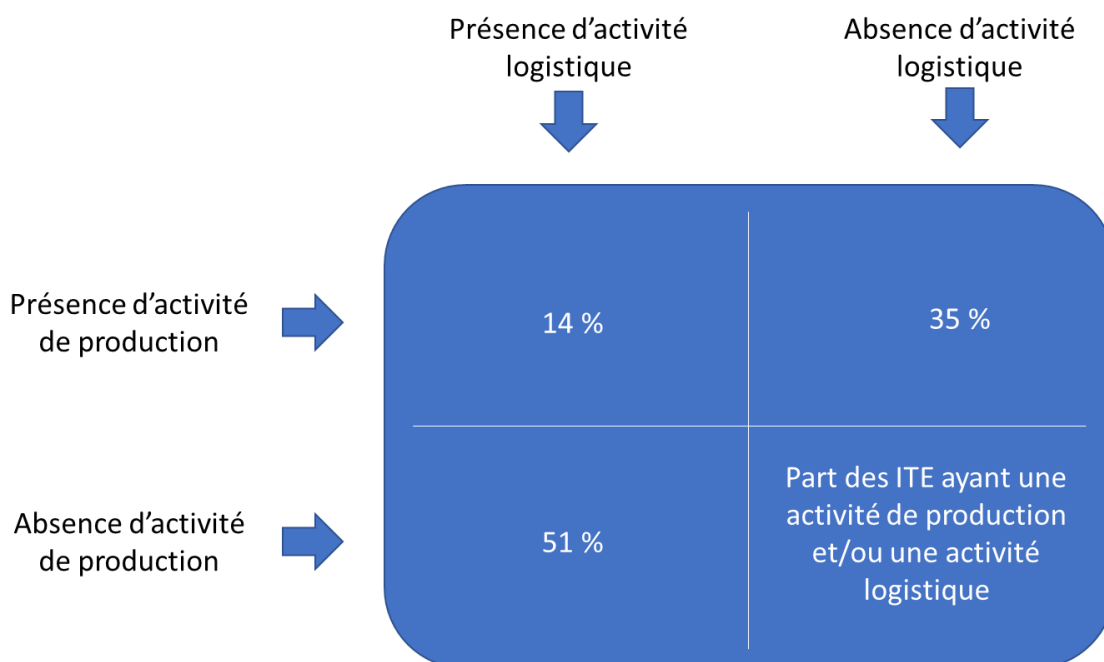 Présence d’activité
logistique
Absence d’activité
logistique
Présence d’activité
de production
14 %
35 %
Absence d’activité
de production
51 %
Part des ITE ayant une
activité de production
et/ou une activité
logistique